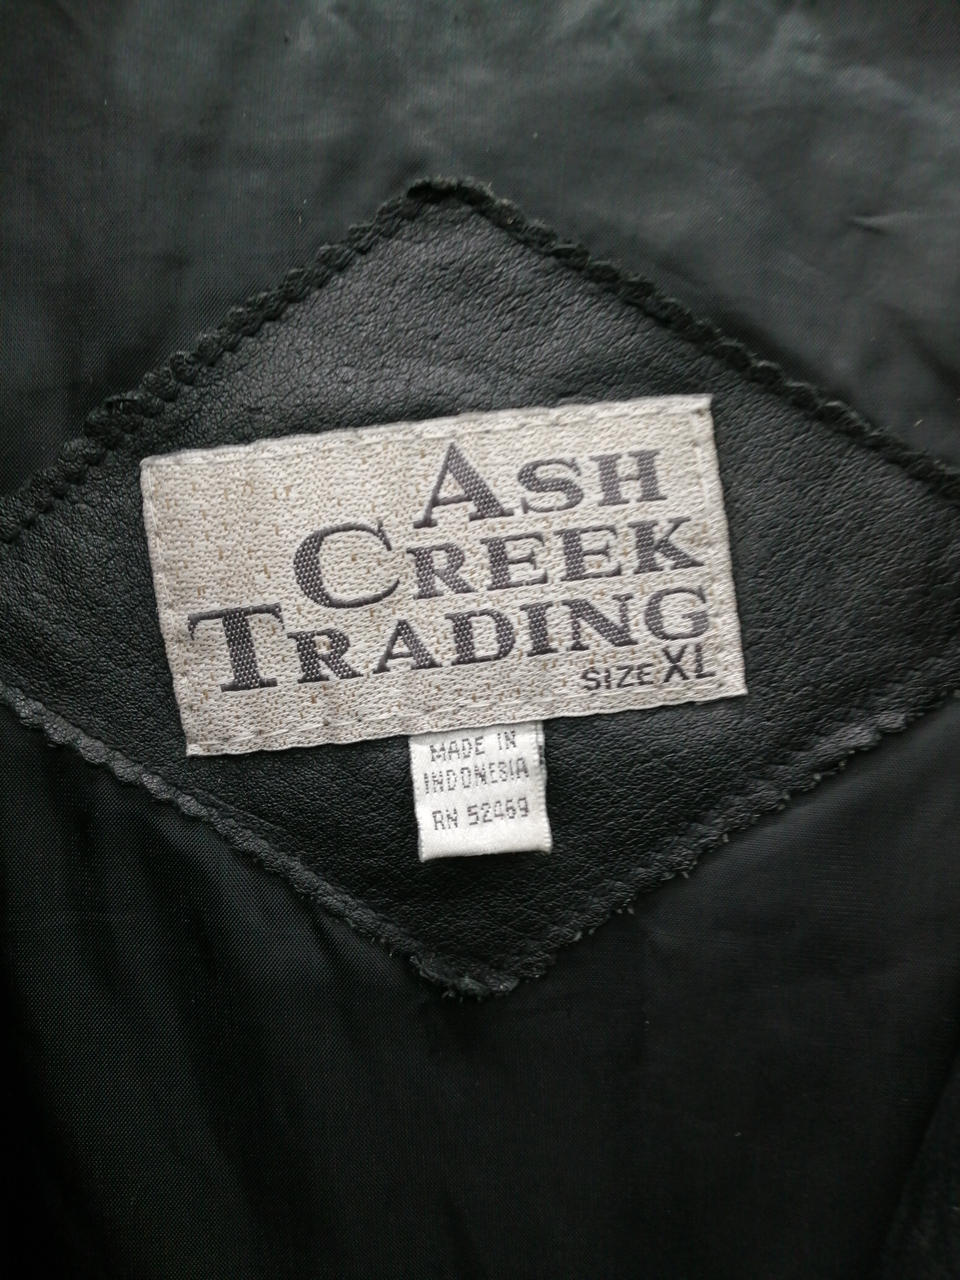 ASH
CREEK
TRADING
SIZE XL
MADE IN
INDONESIA
RN 52469